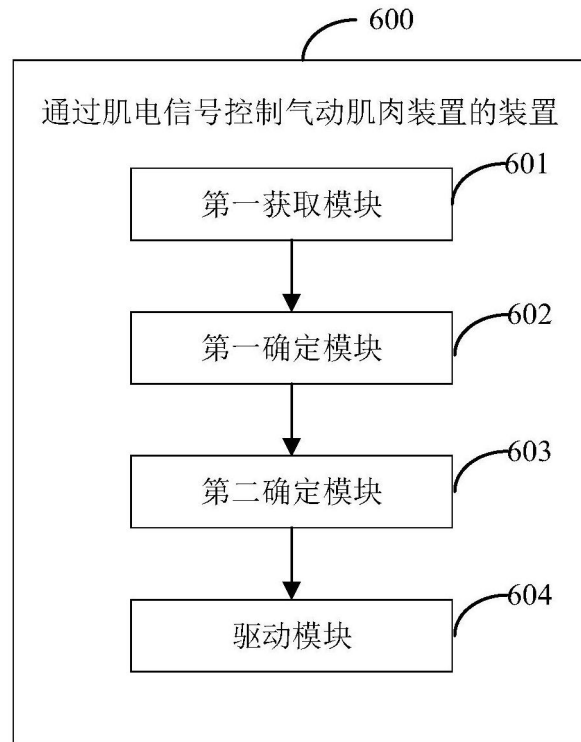 600
通过肌电信号控制气动肌肉装置的装置
601
第一获取模块
602
第一确定模块
603
第二确定模块
604
驱动模块